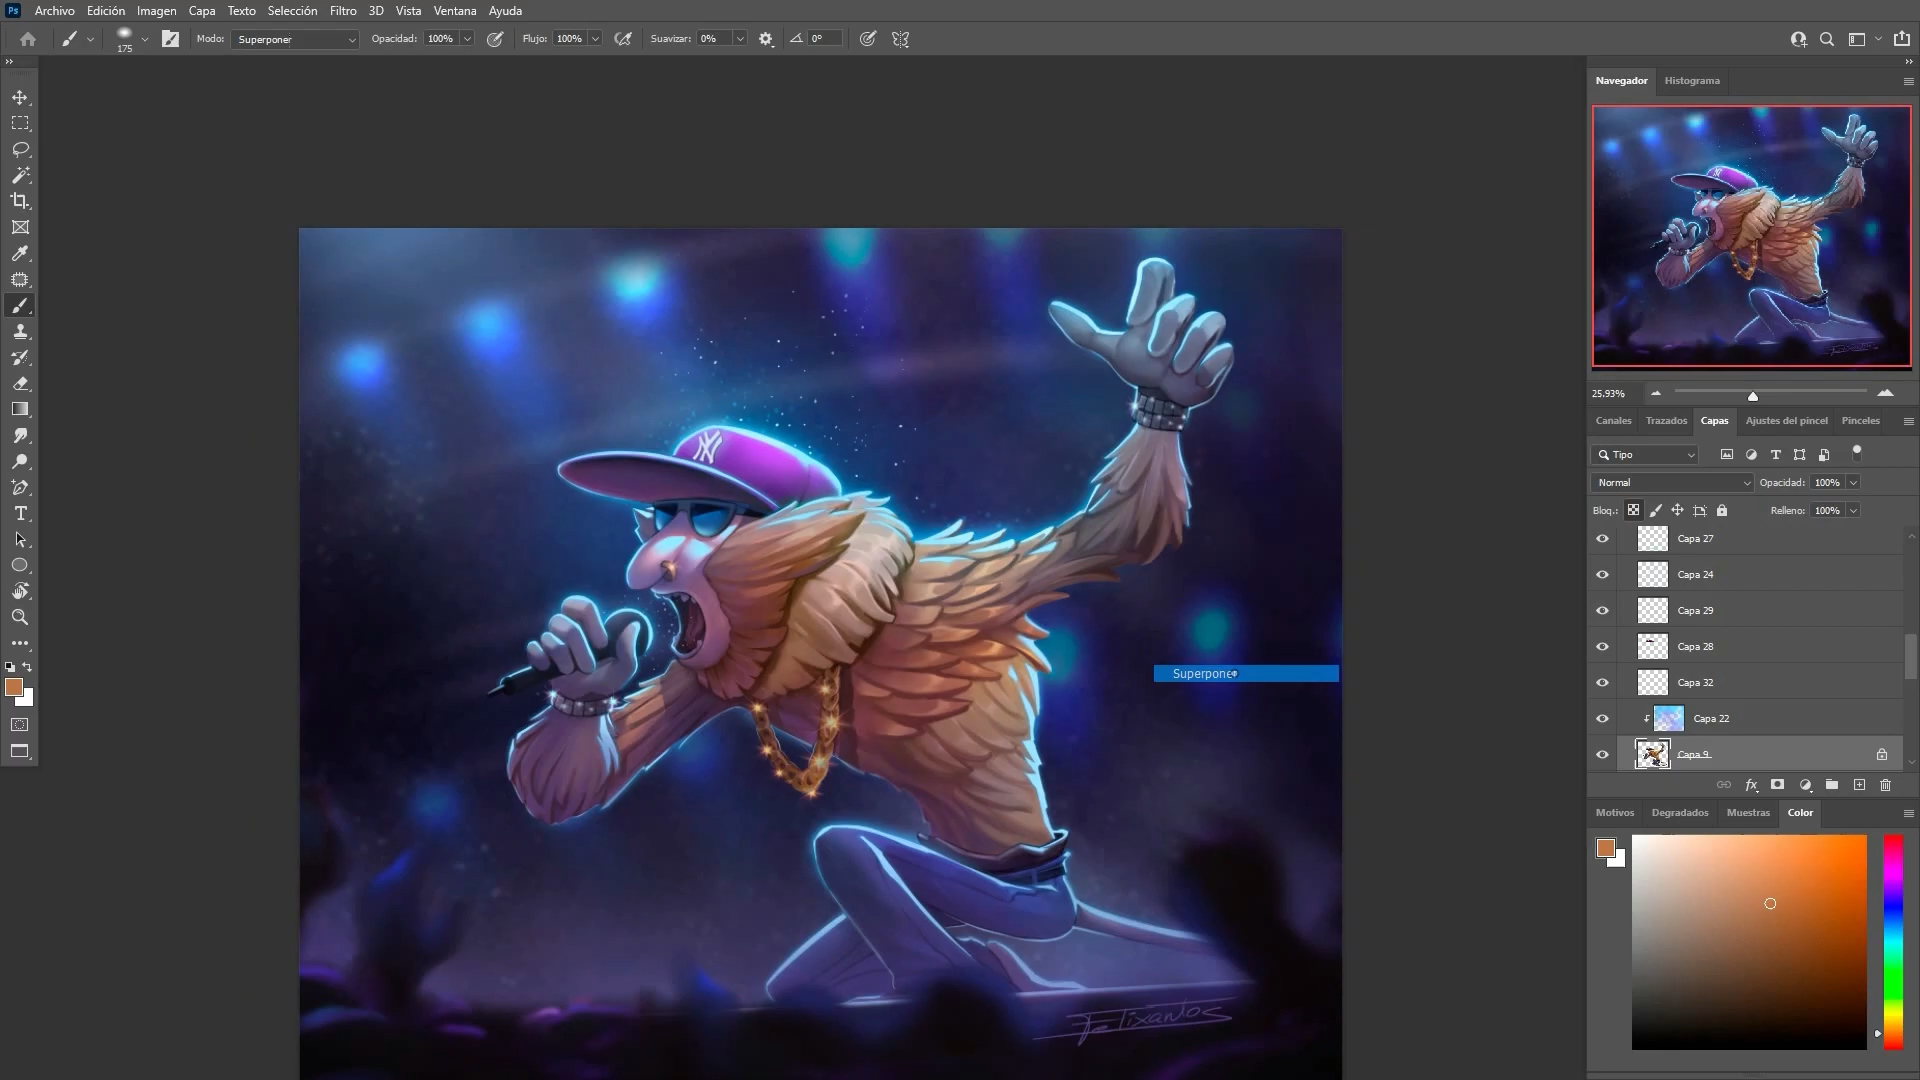 Ps Archivo Edición Imagen Capa Texto Selección Filtro 3D Vista Ventana Ayuda
175 Modo: Superponer Opacidad: 100% Flujo: 100% Suavizar: 0% 0°
Navegador Histograma
25.93%
Canales Trazados Capas Ajustes del pincel Pinceles
Tipo
Normal Opacidad: 100%
Bloq.: Relleno: 100%
Capa 27
Capa 24
Capa 29
Capa 28
Capa 32
Capa 22
Capa 9
Motivos Degradados Muestras Color
NY
Superponer
Felixantos